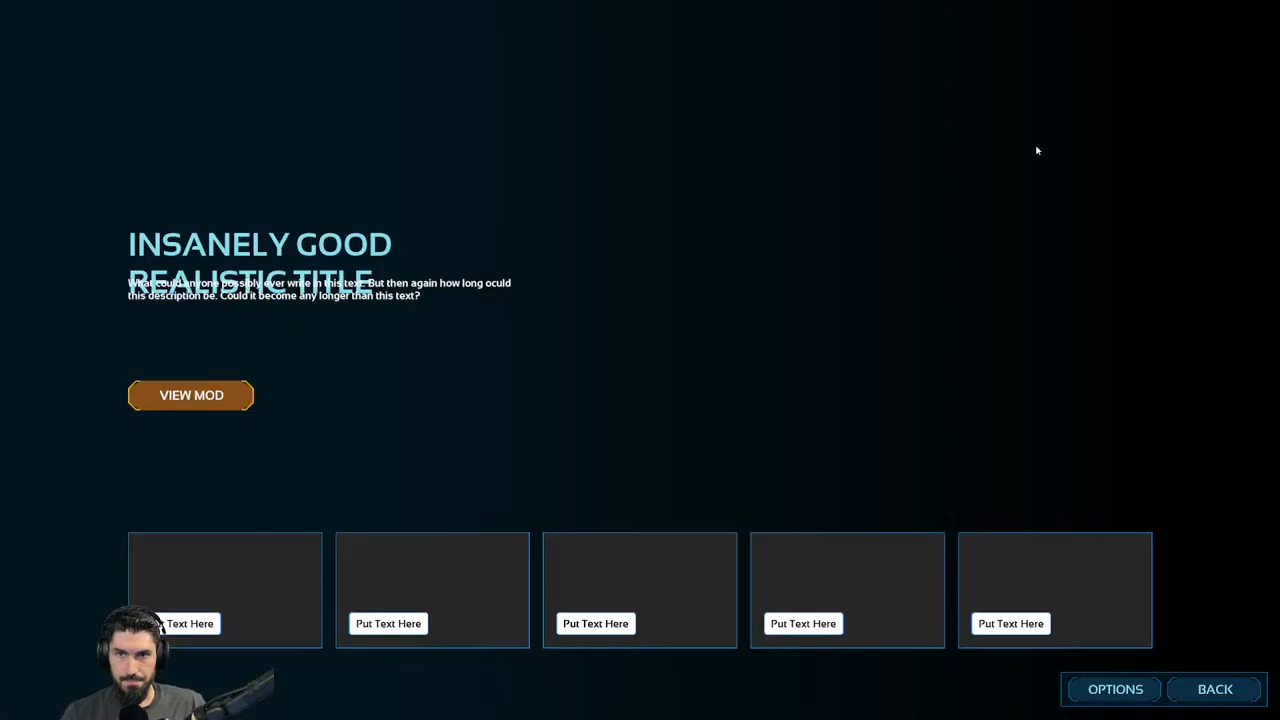 INSANELY GOOD
REALISTIC TITLE
What could anyone possibly ever write in this text. But then again how long oculd
this description be. Could it become any longer than this text?
VIEW MOD
Text Here
Put Text Here
Put Text Here
Put Text Here
Put Text Here
OPTIONS
BACK